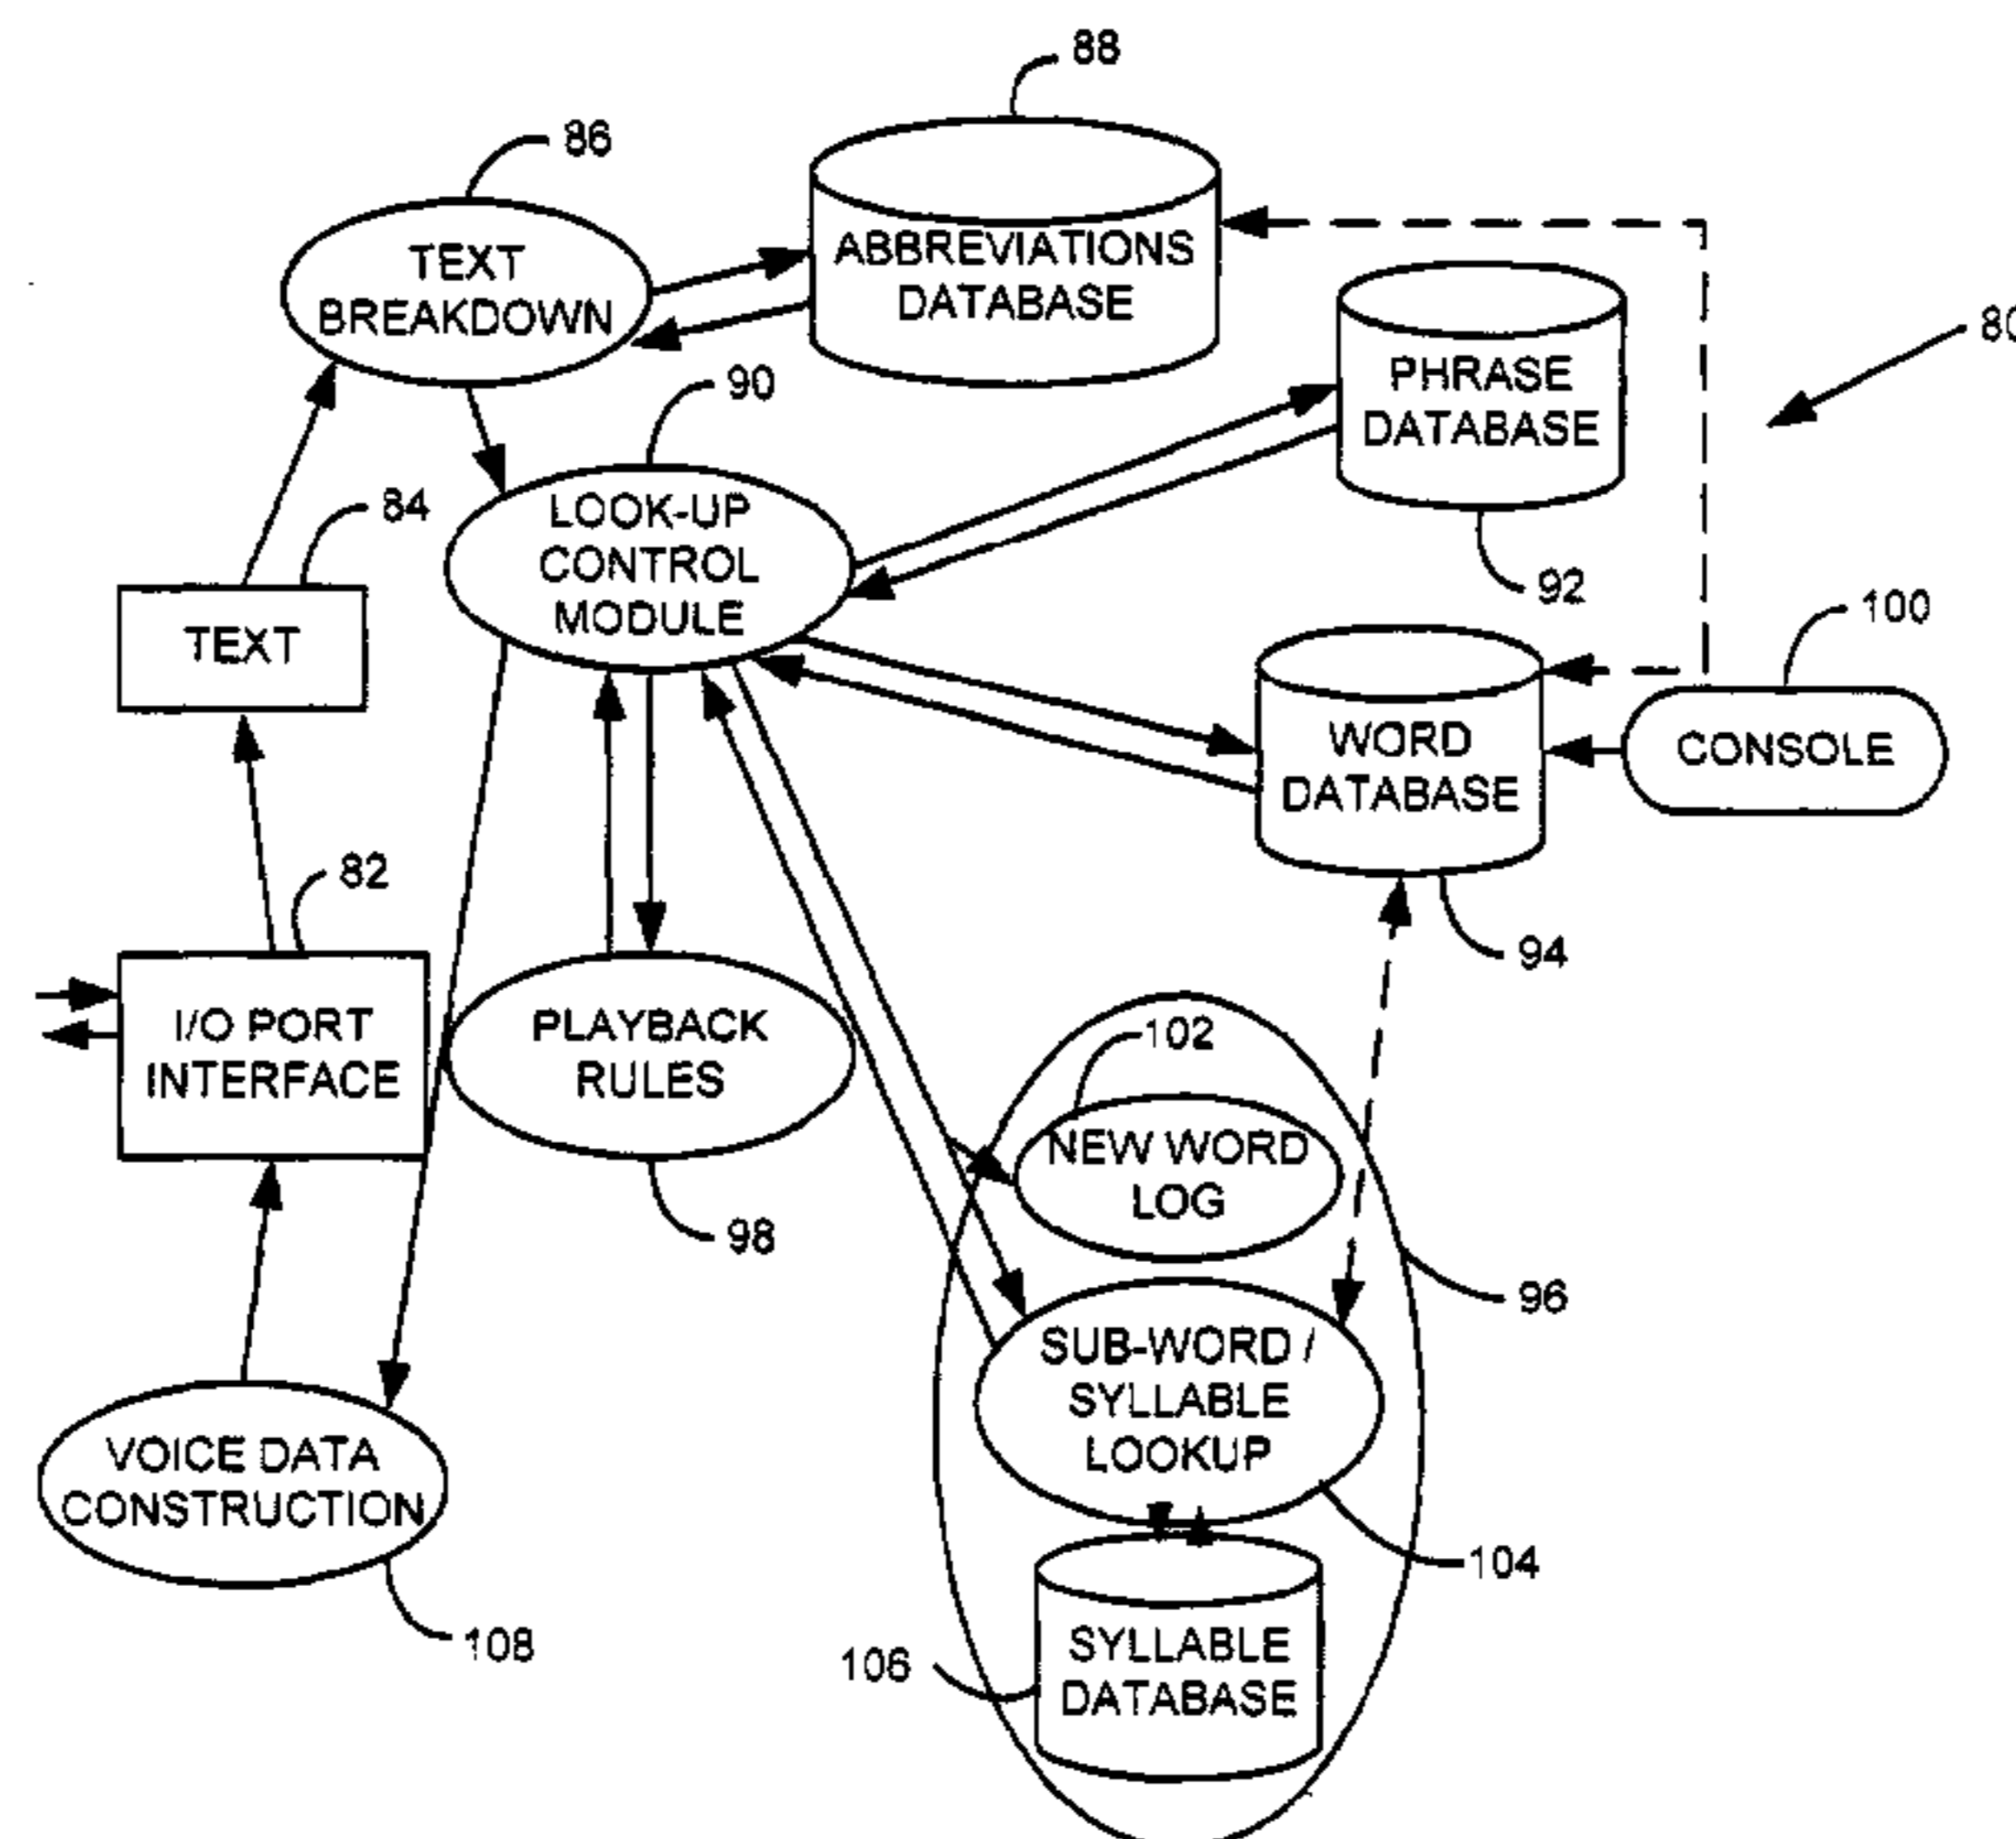 88
86
TEXT
BREAKDOWN
ABBREVIATIONS
DATABASE
PHRASE
DATABASE
80
90
84
LOOK-UP
CONTROL
MODULE
92
100
TEXT
WORD
DATABASE
CONSOLE
82
94
I/O PORT
INTERFACE
PLAYBACK
RULES
102
NEW WORD
LOG
98
96
SUB-WORD /
SYLLABLE
LOOKUP
VOICE DATA
CONSTRUCTION
104
108
106
SYLLABLE
DATABASE